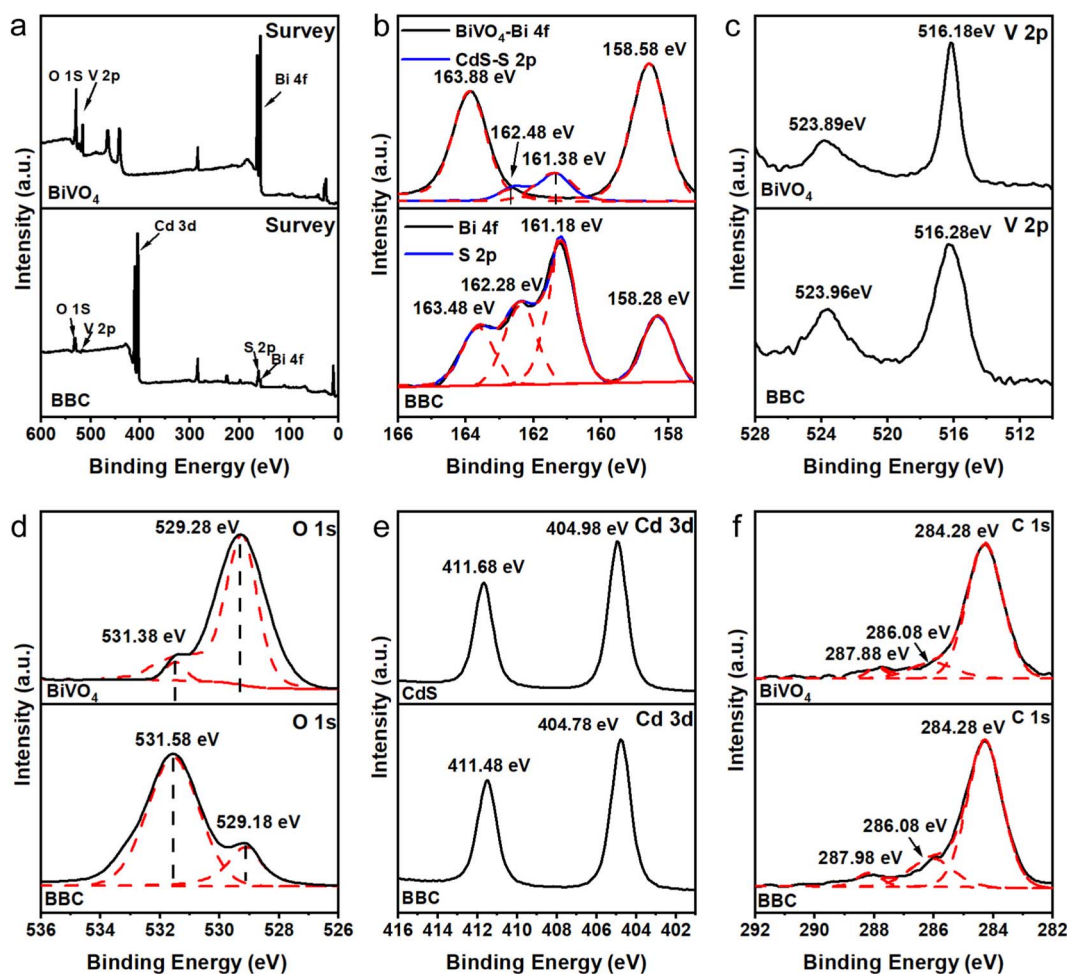 a
Survey
O 1S V 2p
Bi 4f
BiVO4
Survey
Cd 3d
O 1S
V 2p
S 2p
Bi 4f
BBC
600 500 400 300 200 100 0
Binding Energy (eV)
Intensity (a.u.)
b
BiVO4-Bi 4f
CdS-S 2p
158.58 eV
163.88 eV
162.48 eV
161.38 eV
Bi 4f
S 2p
161.18 eV
162.28 eV
163.48 eV
158.28 eV
BBC
166 164 162 160 158
Binding Energy (eV)
Intensity (a.u.)
c
516.18eV
V 2p
523.89eV
BiVO4
516.28eV
V 2p
523.96eV
BBC
528 524 520 516 512
Binding Energy (eV)
Intensity (a.u.)
d
529.28 eV
O 1s
531.38 eV
BiVO4
O 1s
531.58 eV
529.18 eV
BBC
536 534 532 530 528 526
Binding Energy (eV)
Intensity (a.u.)
e
404.98 eV
Cd 3d
411.68 eV
CdS
404.78 eV
Cd 3d
411.48 eV
BBC
416 414 412 410 408 406 404 402
Binding Energy (eV)
Intensity (a.u.)
f
C 1s
284.28 eV
286.08 eV
287.88 eV
BiVO4
C 1s
284.28 eV
286.08 eV
287.98 eV
BBC
292 290 288 286 284 282
Binding Energy (eV)
Intensity (a.u.)